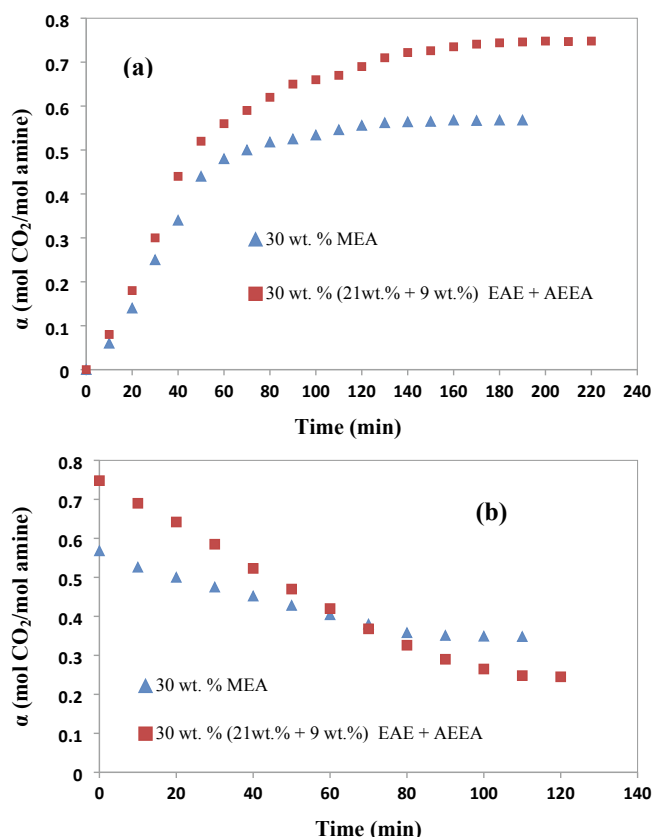 0.8
(a)
0.7
0.6
0.5
0.4
0.3
0.2
0.1
0
α (mol CO₂/mol amine)
30 wt. % MEA
30 wt. % (21wt.% + 9 wt.%) EAE + AEEA
0 20 40 60 80 100 120 140 160 180 200 220 240
Time (min)
0.8
(b)
0.7
0.6
0.5
0.4
0.3
0.2
0.1
0
α (mol CO₂/mol amine)
30 wt. % MEA
30 wt. % (21wt.% + 9 wt.%) EAE + AEEA
0 20 40 60 80 100 120 140
Time (min)